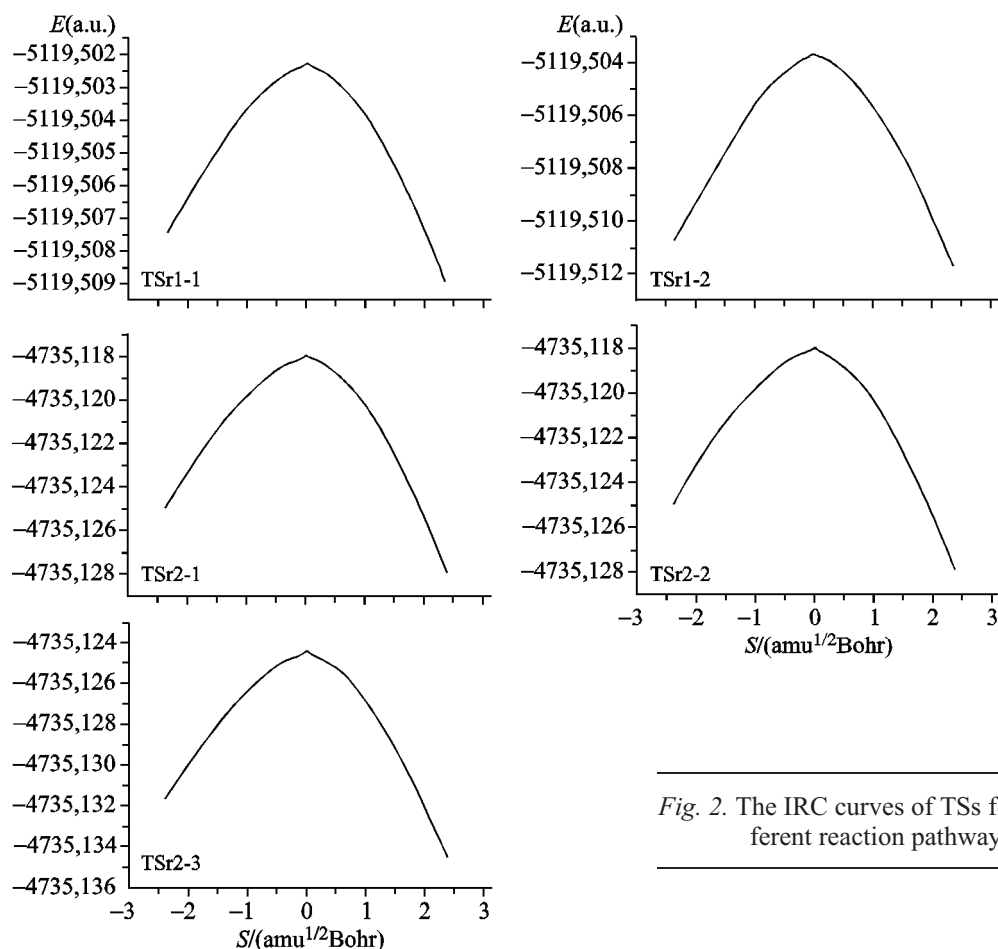 E(a.u.)
–5119,502
–5119,503
–5119,504
–5119,505
–5119,506
–5119,507
–5119,508
–5119,509
TSr1-1
E(a.u.)
–5119,504
–5119,506
–5119,508
–5119,510
–5119,512
TSr1-2
–4735,118
–4735,120
–4735,122
–4735,124
–4735,126
–4735,128
TSr2-1
–4735,118
–4735,120
–4735,122
–4735,124
–4735,126
–4735,128
TSr2-2
–3 –2 –1 0 1 2 3
S/(amu1/2Bohr)
–4735,124
–4735,126
–4735,128
–4735,130
–4735,132
–4735,134
–4735,136
TSr2-3
–3 –2 –1 0 1 2 3
S/(amu1/2Bohr)
Fig. 2. The IRC curves of TSs
ferent reaction pathway